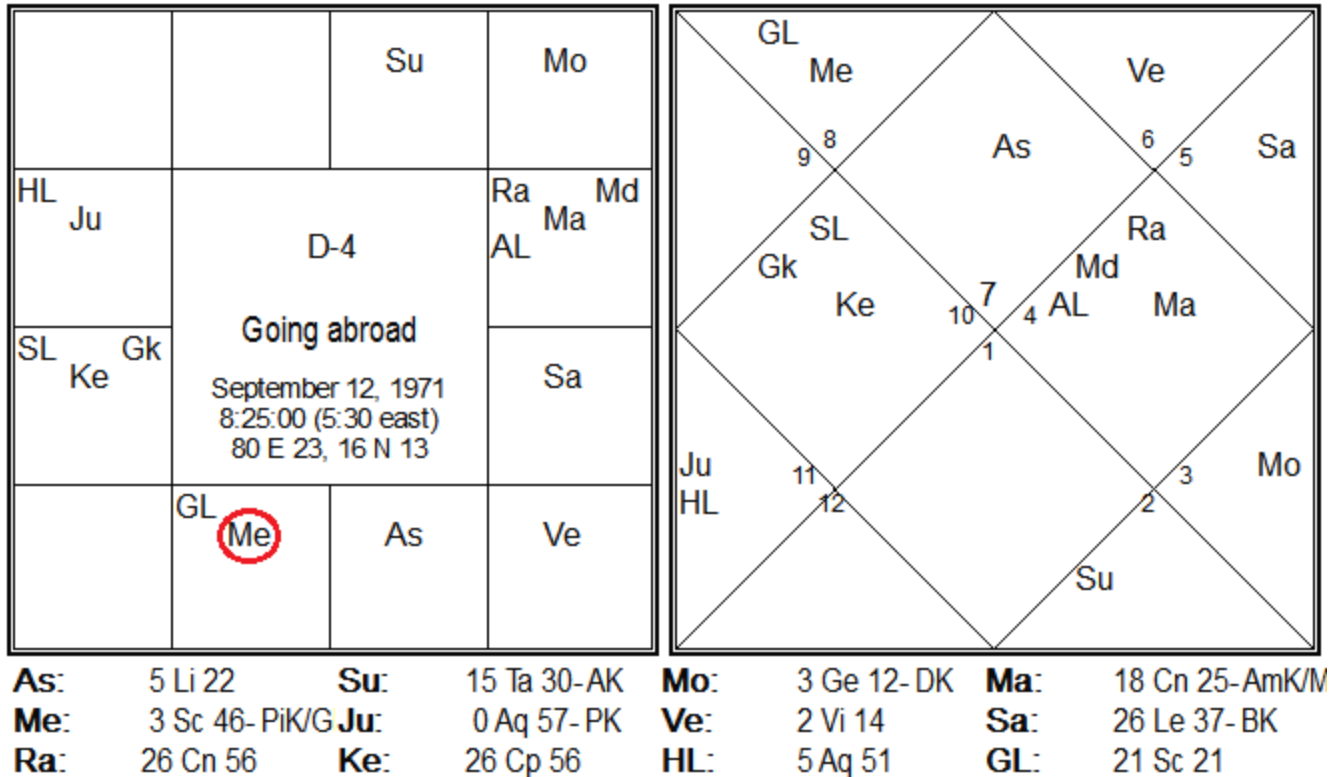 Su Mo
HL
Ju
Ra Md
Ma
AL
D-4
Going abroad
September 12, 1971
8:25:00 (5:30 east)
80 E 23, 16 N 13
SL Gk
Ke
Sa
GL
Me
As
Ve
GL
Me
Ve
As
Sa
8
9
6
5
SL
Gk
Ke
Ra
Md
AL
Ma
7
10
4
1
Ju
HL
11
12
3
2
Mo
Su
As: 5 Li 22 Su: 15 Ta 30- AK Mo: 3 Ge 12- DK Ma: 18 Cn 25- AmK/M
Me: 3 Sc 46- PiK/G Ju: 0 Aq 57- PK Ve: 2 Vi 14 Sa: 26 Le 37- BK
Ra: 26 Cn 56 Ke: 26 Cp 56 HL: 5 Aq 51 GL: 21 Sc 21